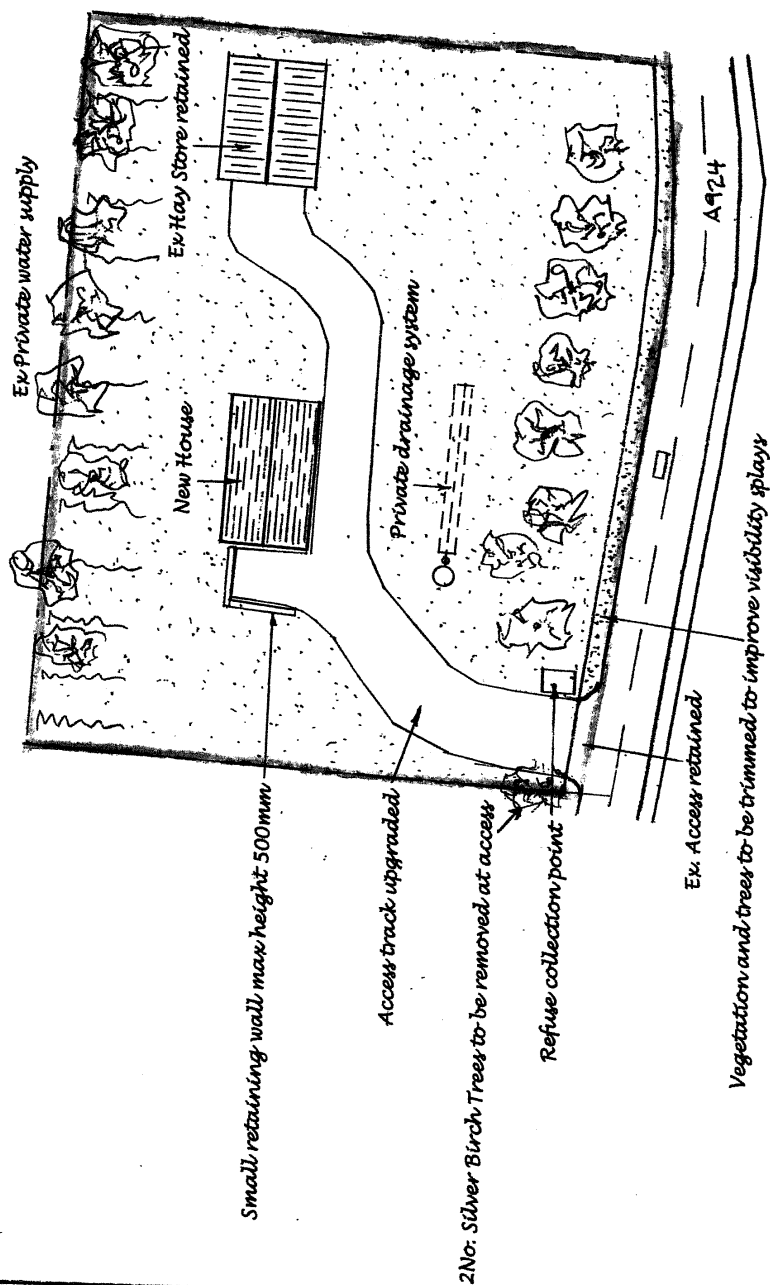 Ex Private water supply
Ex Hay Store retained
New House
Private drainage system
A924
Small retaining wall max height 500mm
Access track upgraded
2No. Silver Birch Trees to be removed at access
Refuse collection point
Ex. Access retained
Vegetation and trees to be trimmed to improve visibility splays